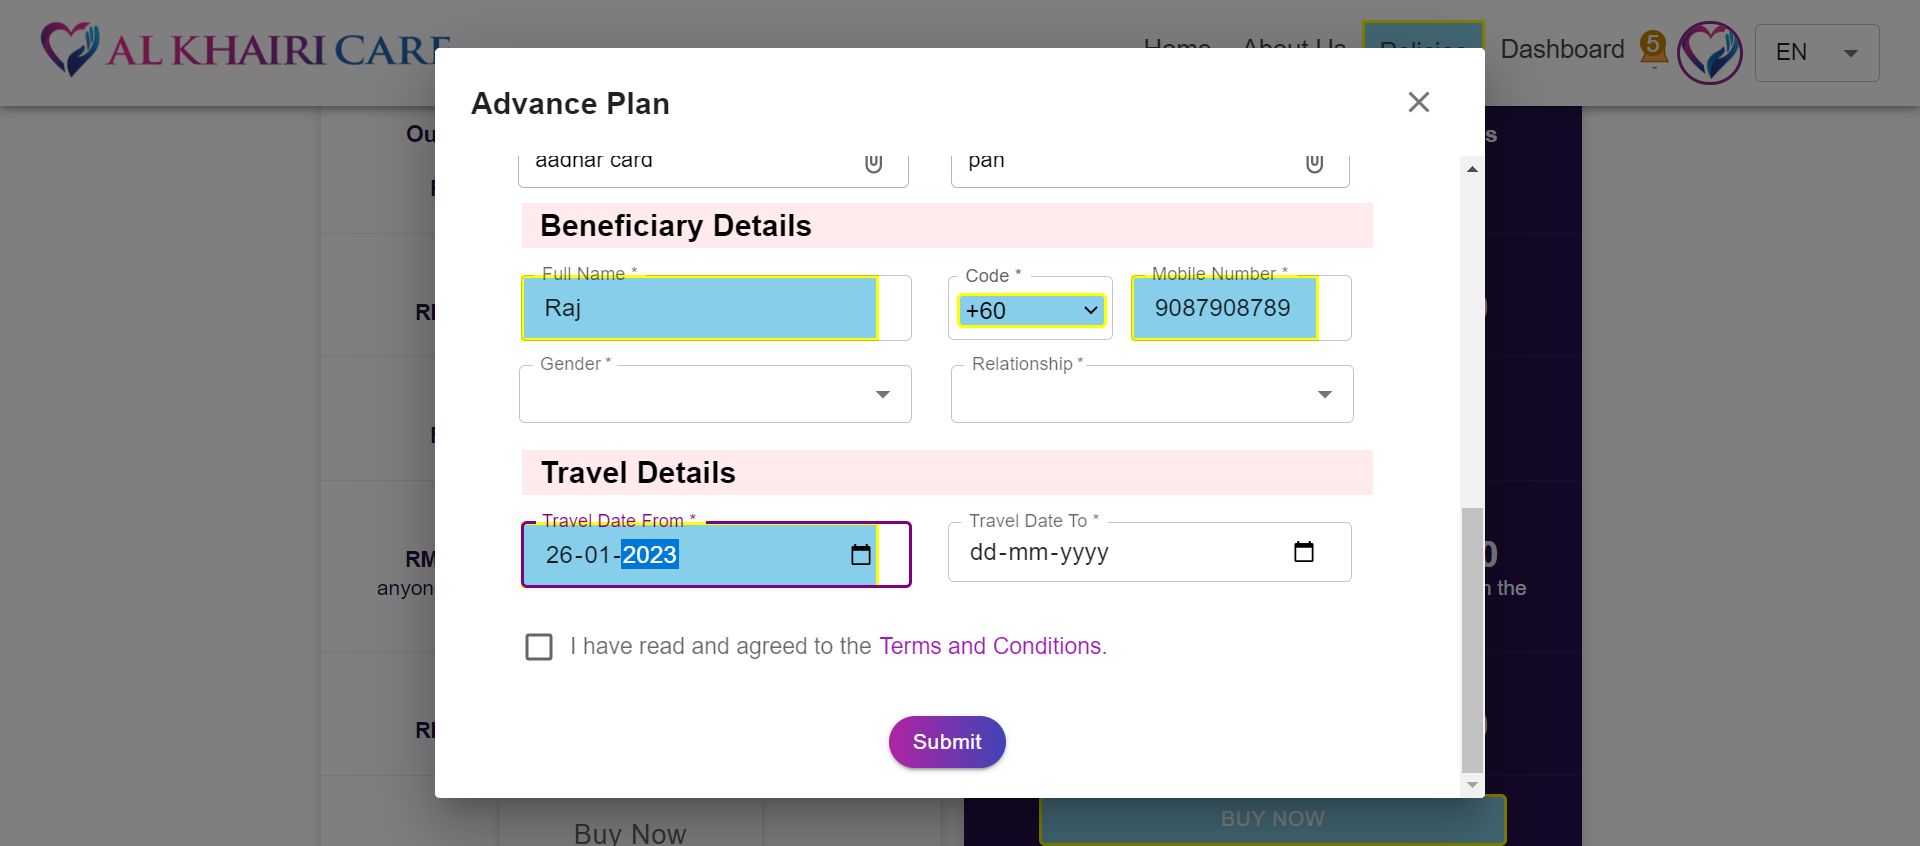 AL KHAIRI CARE
Home About Us Policies Dashboard 5 EN
Advance Plan
aadhar card pan
Beneficiary Details
Full Name * Code * Mobile Number *
Raj +60 9087908789
Gender * Relationship *
Travel Details
Travel Date From * Travel Date To *
26-01-2023 dd-mm-yyyy
I have read and agreed to the Terms and Conditions.
Submit
Ou s
RM
anyon the
Buy Now BUY NOW